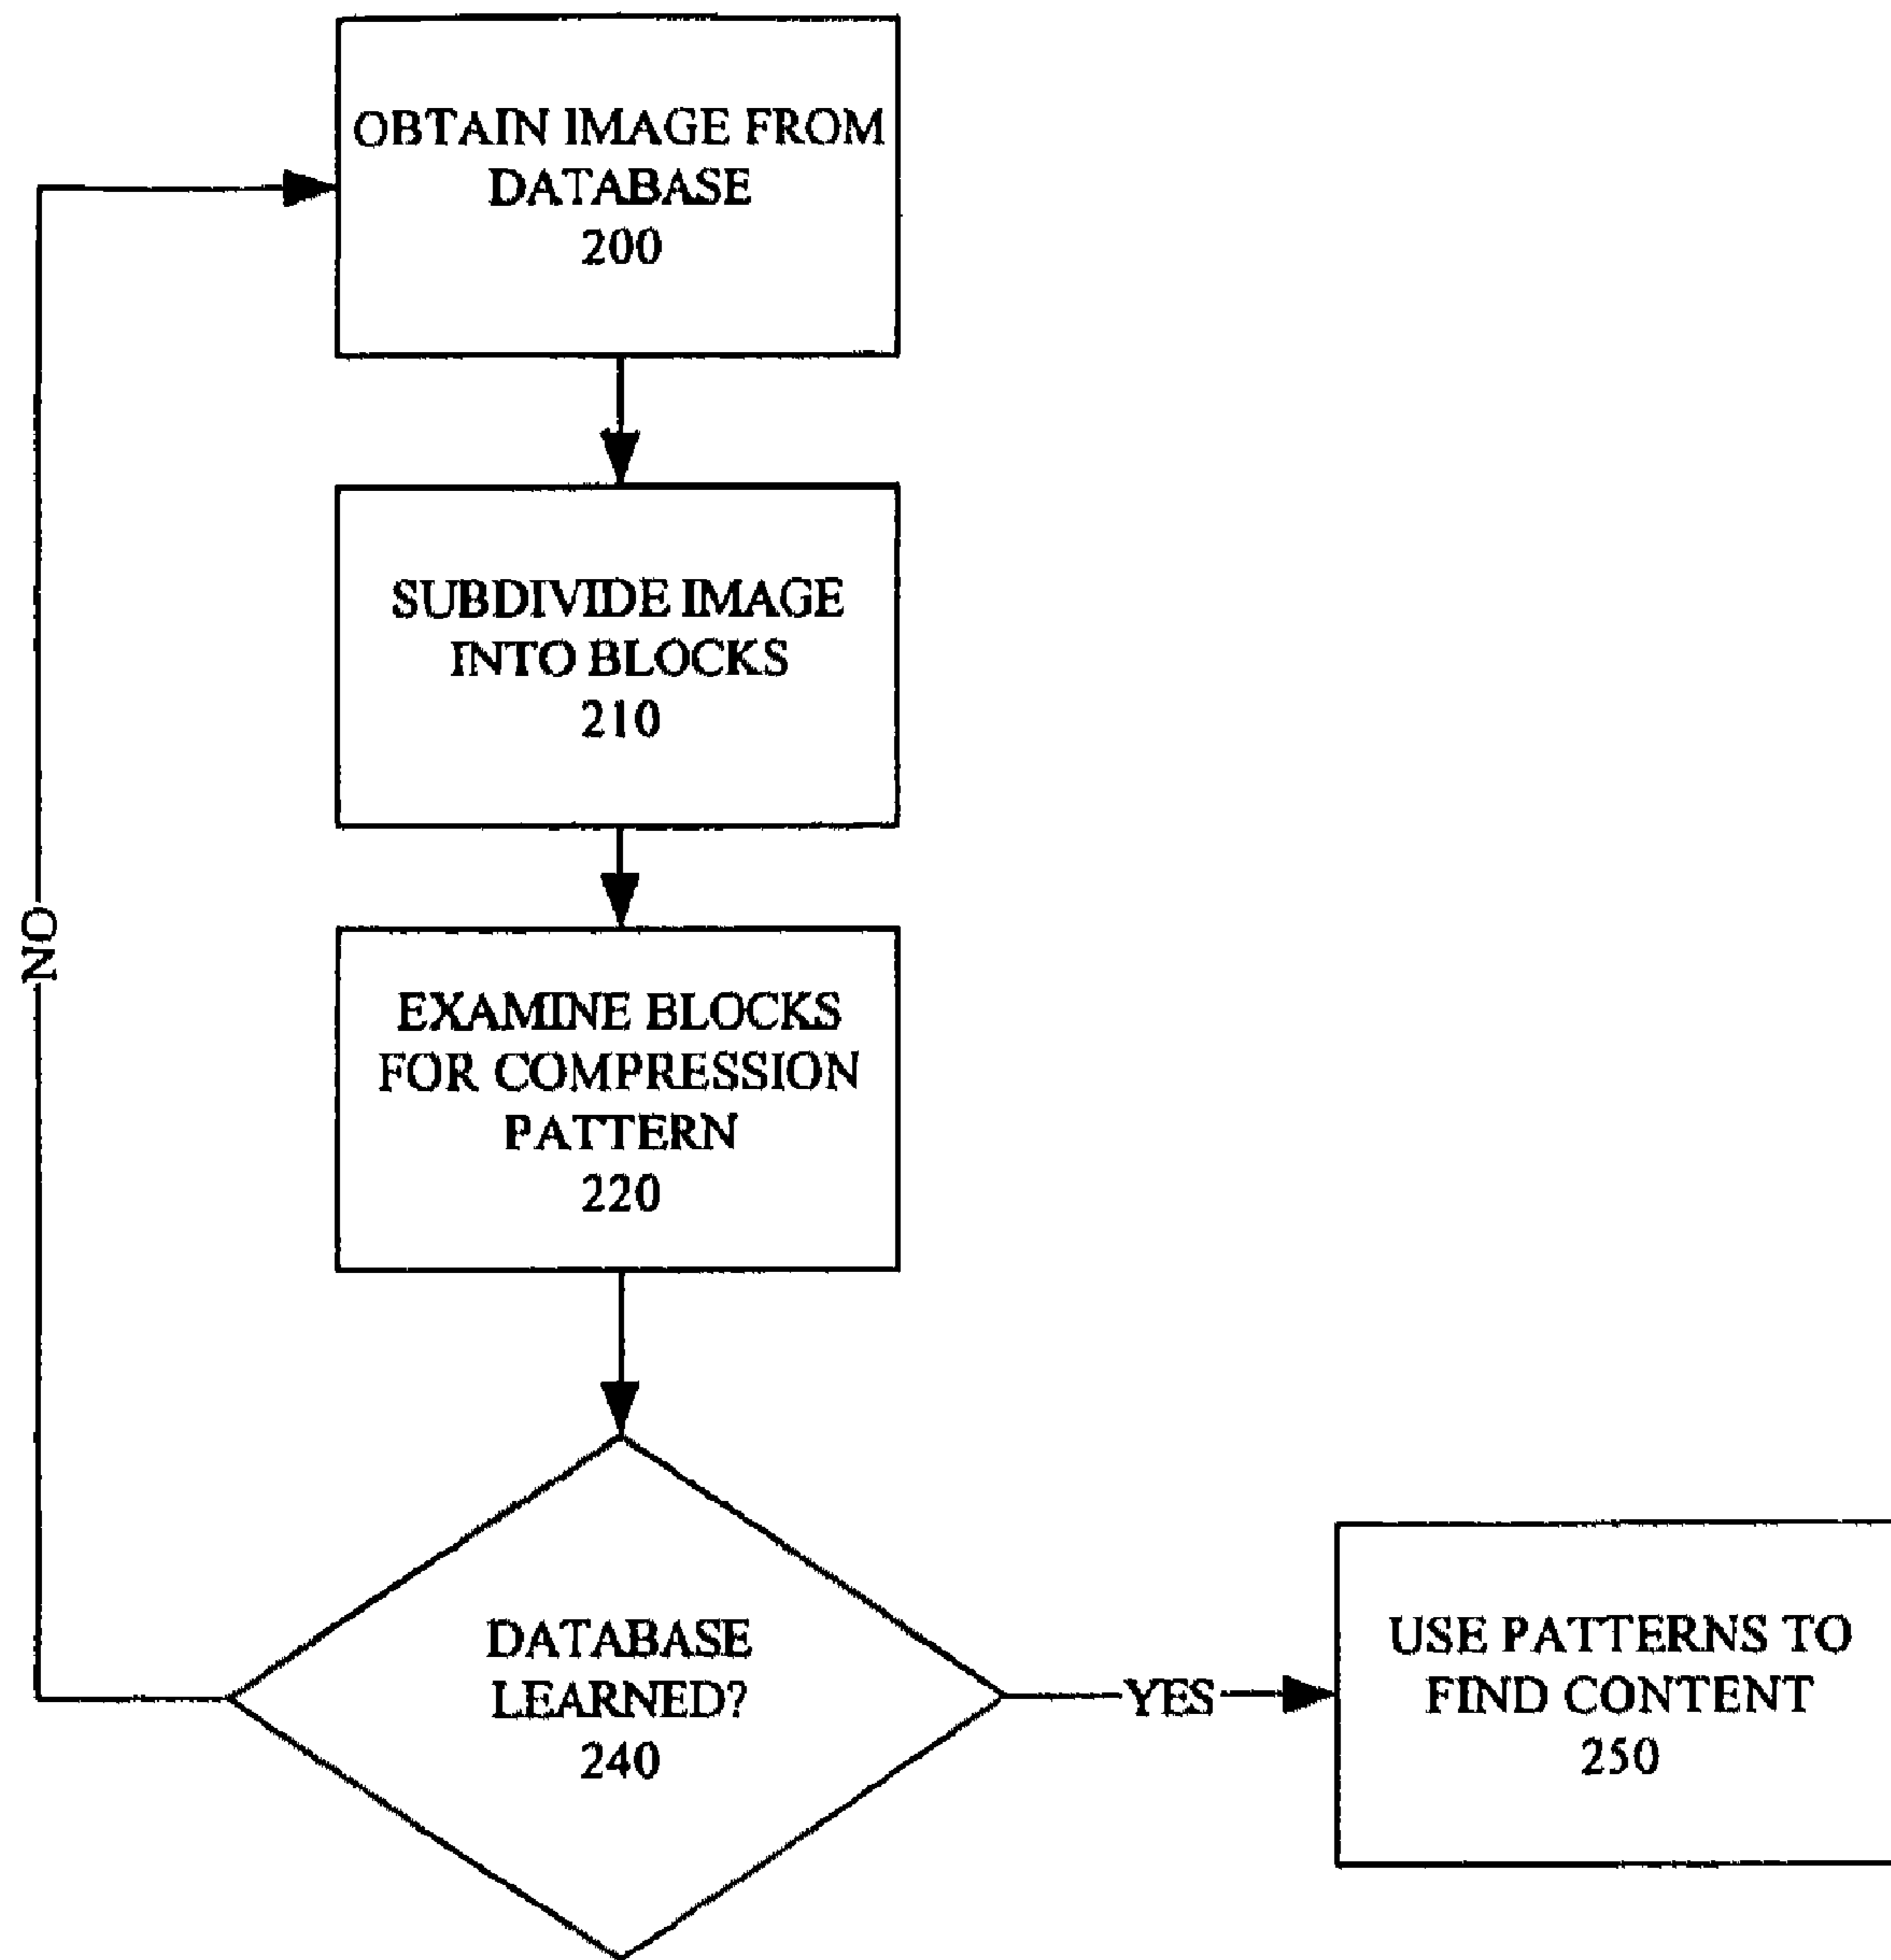 OBTAIN IMAGE FROM
DATABASE
200
SUBDIVIDE IMAGE
INTO BLOCKS
210
EXAMINE BLOCKS
FOR COMPRESSION
PATTERN
220
NO
DATABASE
LEARNED?
240
YES
USE PATTERNS TO
FIND CONTENT
250